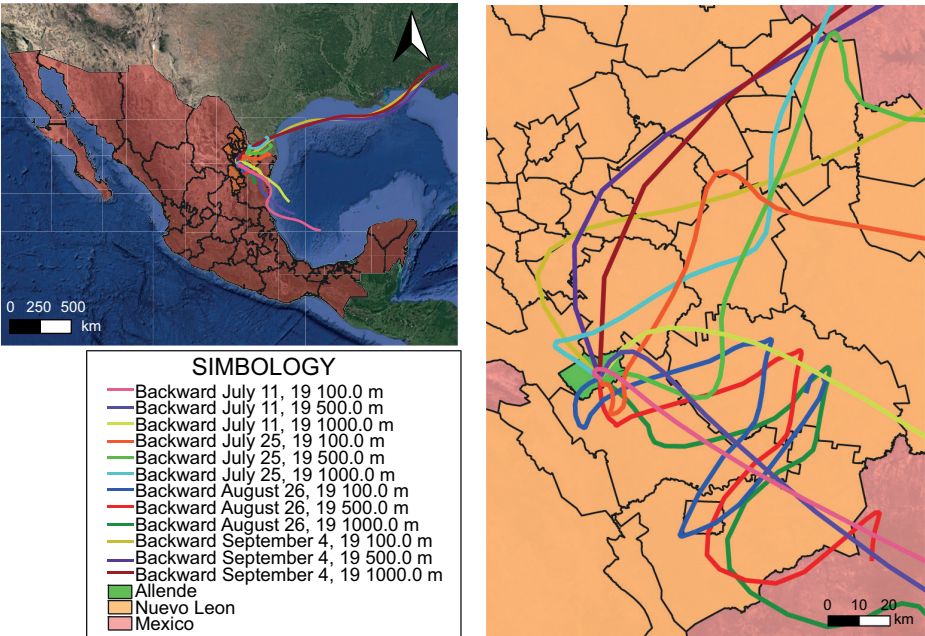 0 250 500
km
SIMBOLOGY
Backward July 11, 19 100.0 m
Backward July 11, 19 500.0 m
Backward July 11, 19 1000.0 m
Backward July 25, 19 100.0 m
Backward July 25, 19 500.0 m
Backward July 25, 19 1000.0 m
Backward August 26, 19 100.0 m
Backward August 26, 19 500.0 m
Backward August 26, 19 1000.0 m
Backward September 4, 19 100.0 m
Backward September 4, 19 500.0 m
Backward September 4, 19 1000.0 m
Allende
Nuevo Leon
Mexico
0 10 20
km